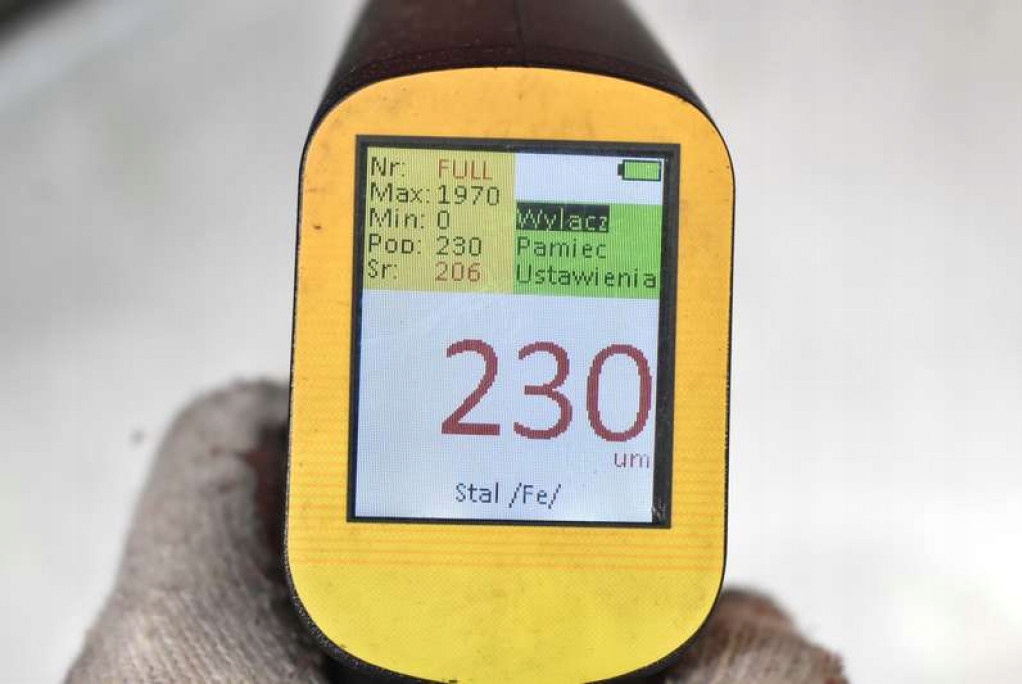 Nr: FULL
Max: 1970
Min: 0
Pop: 230
Sr: 206
Wylacz
Pamiec
Ustawienia
230
um
Stal /Fe/